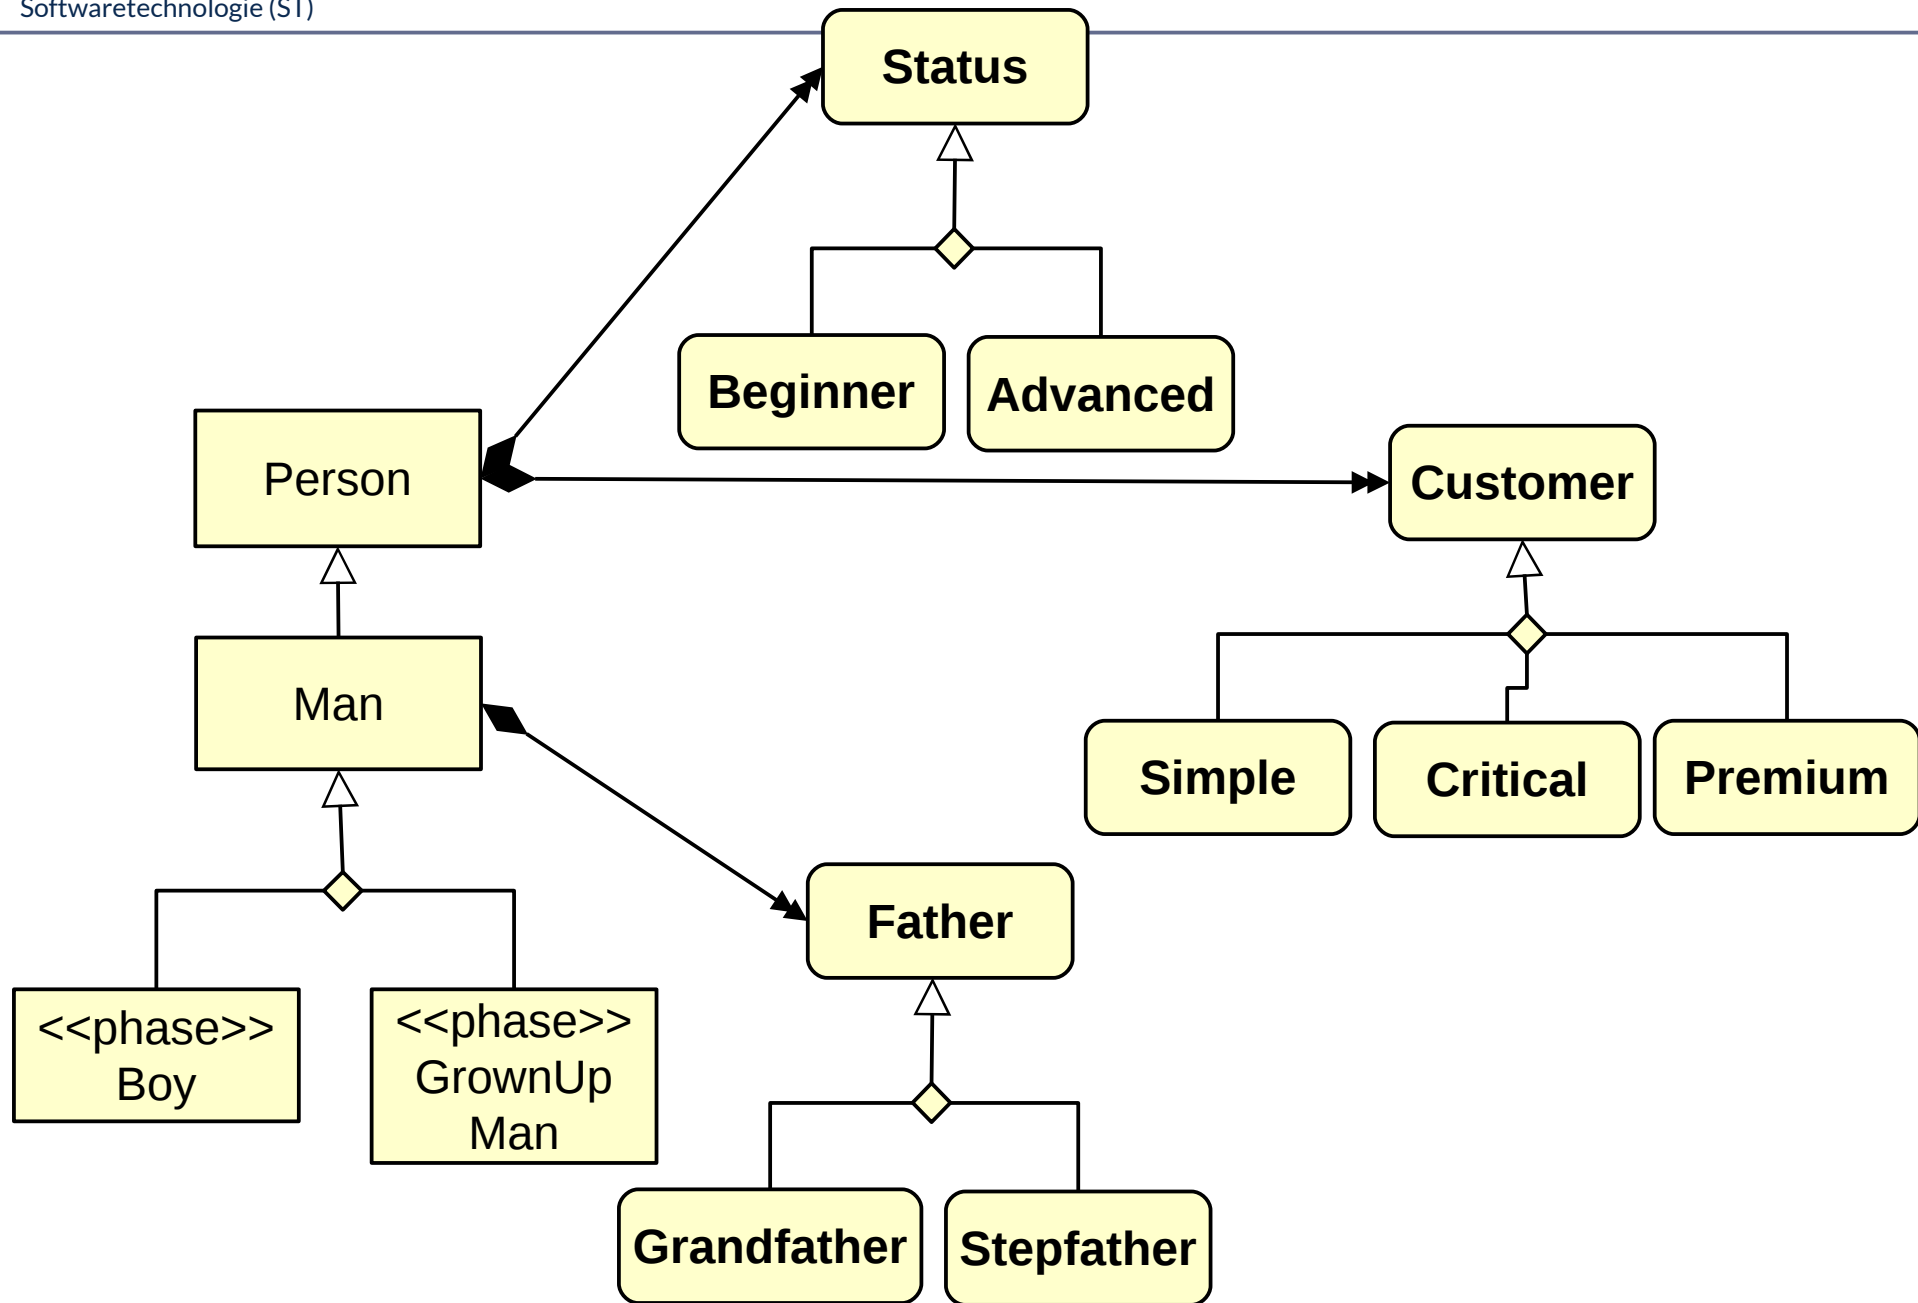 Softwaretechnologie (ST)
Status
Beginner
Advanced
Person
Customer
Man
Simple
Critical
Premium
Father
<<phase>>
Boy
<<phase>>
GrownUp
Man
Grandfather
Stepfather